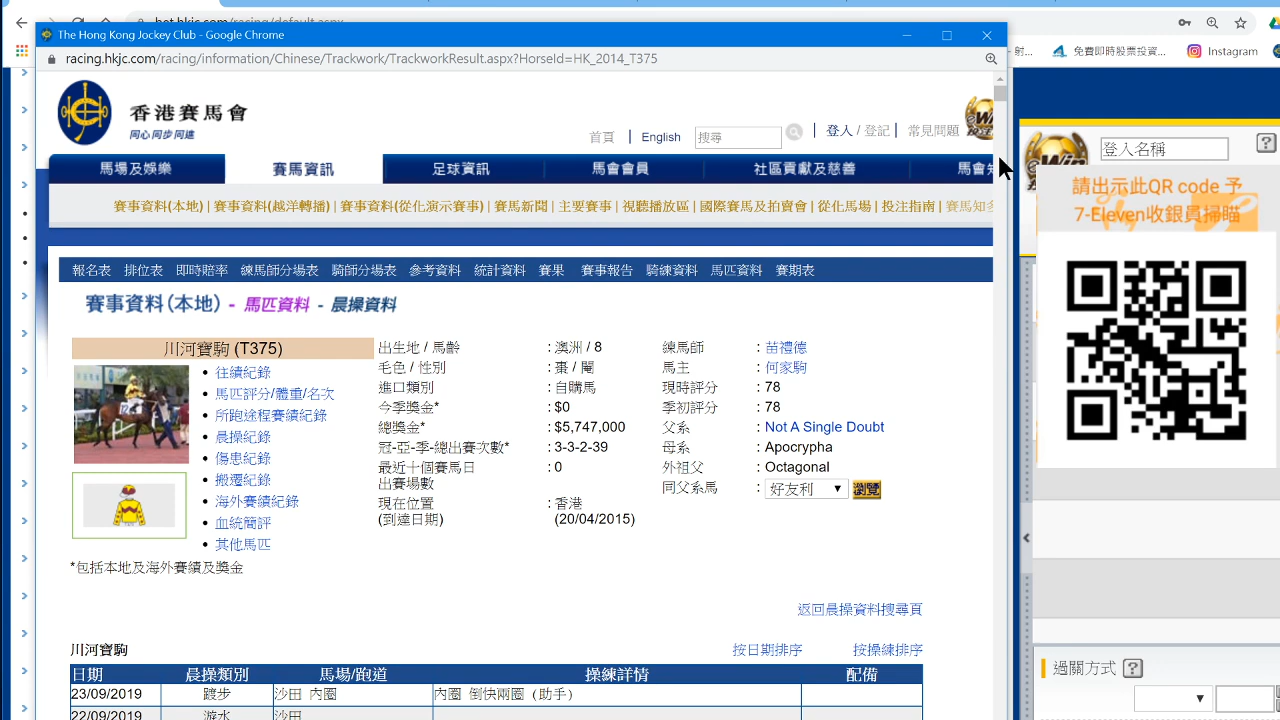 The Hong Kong Jockey Club - Google Chrome
racing.hkjc.com/racing/information/Chinese/Trackwork/TrackworkResult.aspx?HorseId=HK_2014_T375
免費即時股票投資...
Instagram
香港賽馬會
同心同步同進
首頁 | English 搜尋 | 登入 / 登記 | 常見問題
馬場及娛樂 賽馬資訊 足球資訊 馬會會員 社區貢獻及慈善 馬會知
賽事資料(本地) | 賽事資料(越洋轉播) | 賽事資料(從化演示賽事) | 賽馬新聞 | 主要賽事 | 視聽播放區 | 國際賽馬及拍賣會 | 從化馬場 | 投注指南 | 賽馬知多
報名表 排位表 即時賠率 練馬師分場表 騎師分場表 參考資料 統計資料 賽果 賽事報告 騎練資料 馬匹資料 賽期表
賽事資料(本地) - 馬匹資料 - 晨操資料
川河寶駒 (T375)
往績紀錄
馬匹評分/體重/名次
所跑途程賽績紀錄
晨操紀錄
傷患紀錄
搬遷紀錄
海外賽績紀錄
血統簡評
其他馬匹
出生地 / 馬齡 : 澳洲 / 8
毛色 / 性別 : 棗 / 閹
進口類別 : 自購馬
今季獎金* : $0
總獎金* : $5,747,000
冠-亞-季-總出賽次數* : 3-3-2-39
最近十個賽馬日 : 0
出賽場數
現在位置 : 香港
(到達日期) (20/04/2015)
練馬師 : 苗禮德
馬主 : 何家駒
現時評分 : 78
季初評分 : 78
父系 : Not A Single Doubt
母系 : Apocrypha
外祖父 : Octagonal
同父系馬 : 好友利 瀏覽
*包括本地及海外賽績及獎金
返回晨操資料搜尋頁
川河寶駒 按日期排序 按操練排序
日期 晨操類別 馬場/跑道 操練詳情 配備
23/09/2019 踱步 沙田 內圈 內圈 倒快兩圈 (助手)
22/09/2019 游水 沙田
eWin
登入名稱
請出示此QR code 予
7-Eleven收銀員掃瞄
過關方式